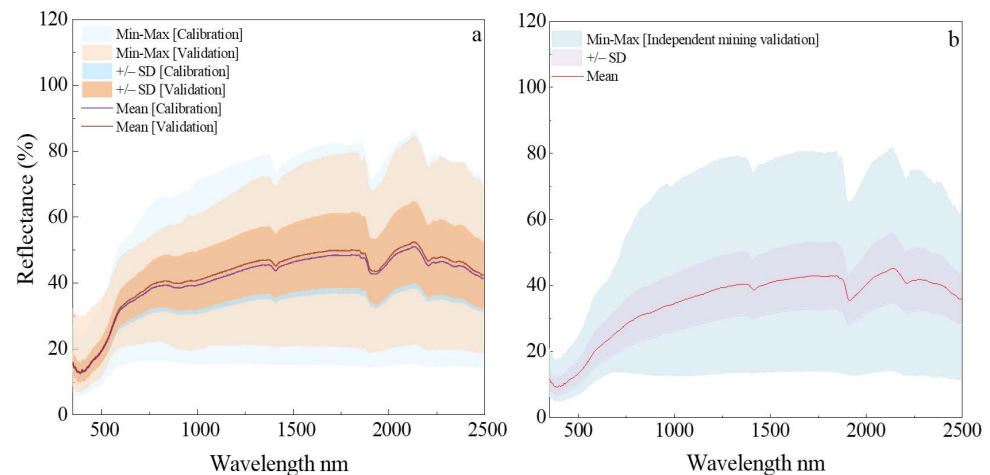 120
100
80
60
40
20
0
Reflectance (%)
Min-Max [Calibration]
Min-Max [Validation]
+/– SD [Calibration]
+/– SD [Validation]
Mean [Calibration]
Mean [Validation]
a
500 1000 1500 2000 2500
Wavelength nm
120
100
80
60
40
20
0
Min-Max [Independent mining validation]
+/– SD
Mean
b
500 1000 1500 2000 2500
Wavelength nm